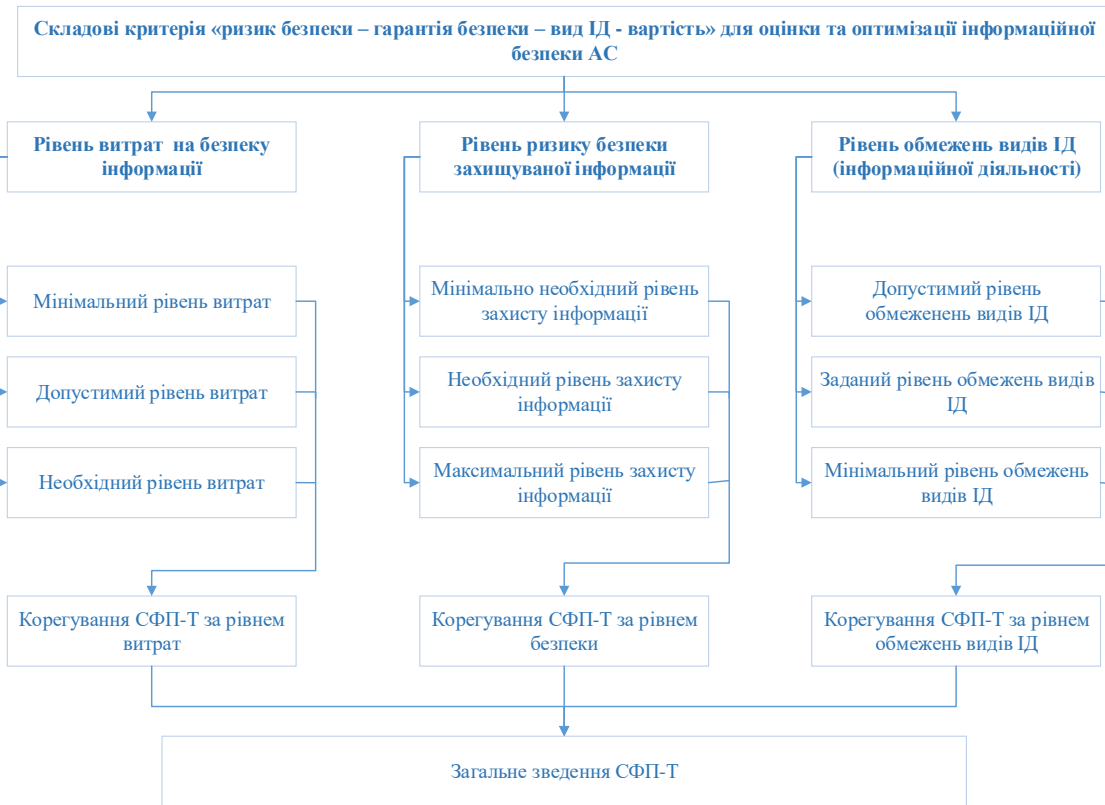 Складові критерія «ризик безпеки – гарантія безпеки – вид ІД - вартість» для оцінки та оптимізації інформаційної
безпеки АС
Рівень витрат на безпеку
інформації
Рівень ризику безпеки
захищуваної інформації
Рівень обмежень видів ІД
(інформаційної діяльності)
Мінімальний рівень витрат
Мінімально необхідний рівень
захисту інформації
Допустимий рівень
обмеженень видів ІД
Допустимий рівень витрат
Необхідний рівень захисту
інформації
Заданий рівень обмежень видів
ІД
Необхідний рівень витрат
Максимальний рівень захисту
інформації
Мінімальний рівень обмежень
видів ІД
Корегування СФП-Т за рівнем
витрат
Корегування СФП-Т за рівнем
безпеки
Корегування СФП-Т за рівнем
обмежень видів ІД
Загальне зведення СФП-Т